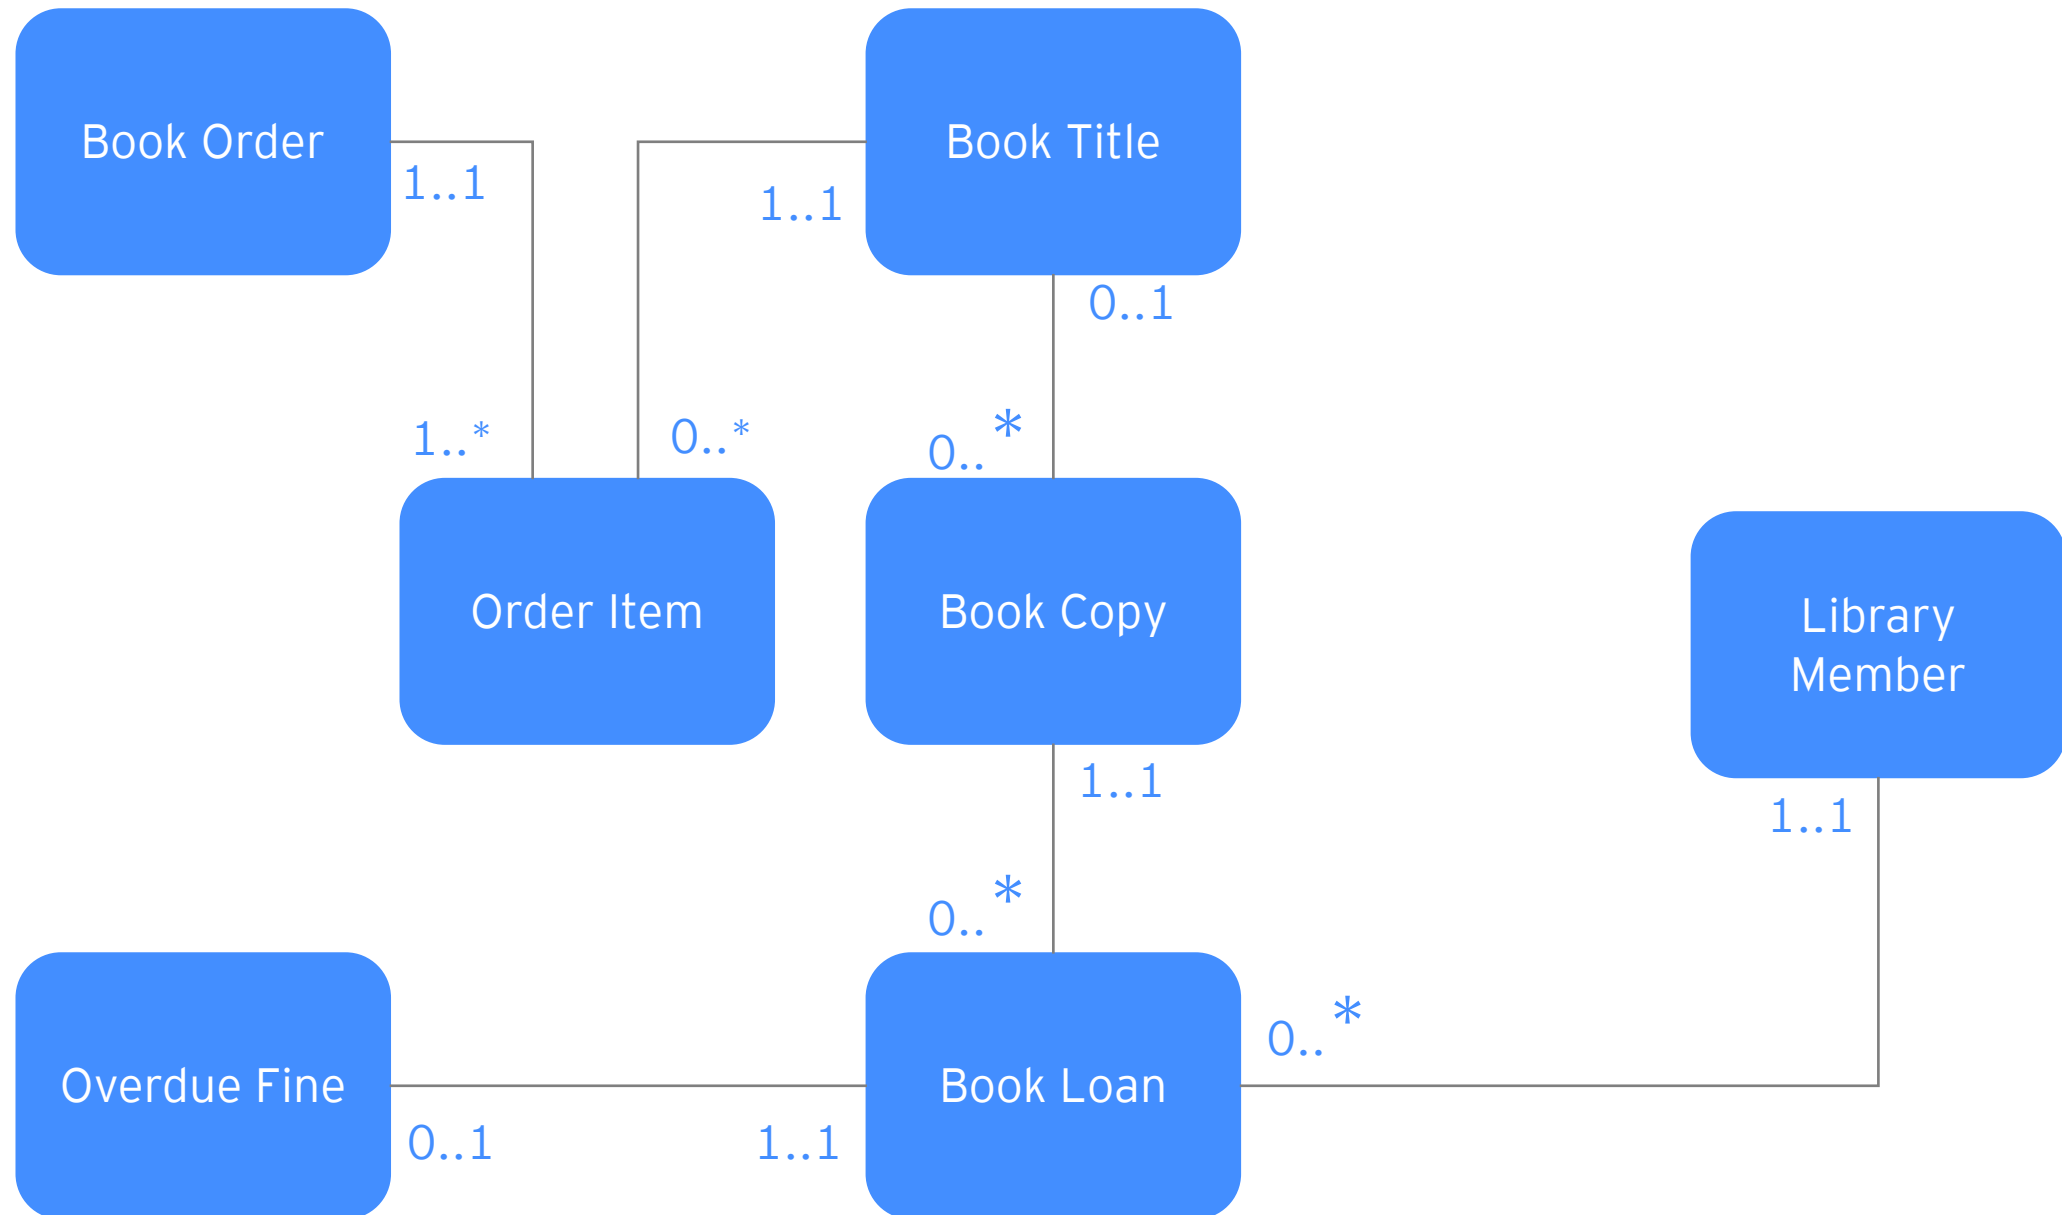 Book Order
Book Title
1..1
1..1
0..1
1..*
0..*
0..*
Order Item
Book Copy
Library
Member
1..1
1..1
0..*
0..*
Overdue Fine
Book Loan
0..1
1..1